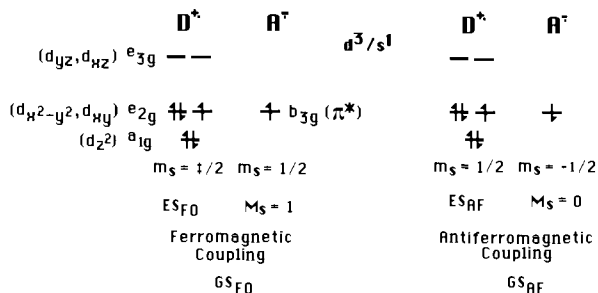 D⁺· A⁻· d³/s¹ D⁺· A⁻·
(dyz,dxz) e3g
(dx²-y²,dxy) e2g b3g (π*)
(dz²) a1g
ms = ‡/2 ms = 1/2 ms = 1/2 ms = -1/2
ESFO Ms = 1 ESAF Ms = 0
Ferromagnetic Antiferromagnetic
Coupling Coupling
GSFO GSAF